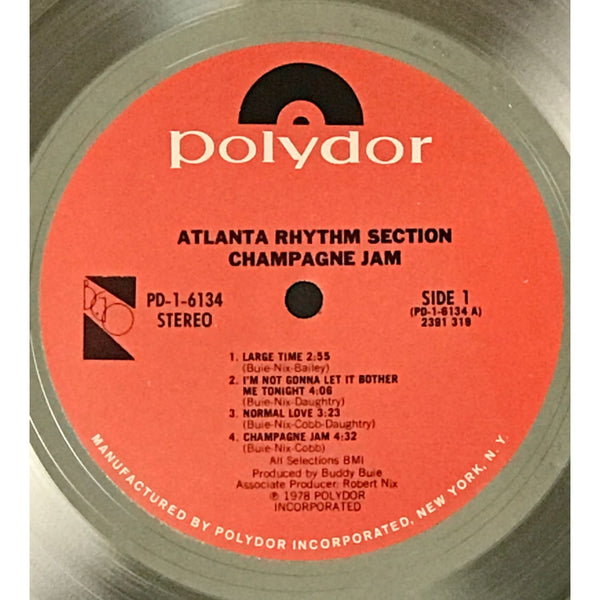 polydor
ATLANTA RHYTHM SECTION
CHAMPAGNE JAM
PD-1-6134
STEREO
SIDE 1
(PD-1-6134 A)
2391 319
1. LARGE TIME 2:55
(Buie-Nix-Bailey)
2. I'M NOT GONNA LET IT BOTHER
ME TONIGHT 4:06
(Buie-Nix-Daughtry)
3. NORMAL LOVE 3:23
(Buie-Nix-Cobb-Daughtry)
4. CHAMPAGNE JAM 4:32
(Buie-Nix-Cobb)
All Selections BMI
Produced by Buddy Buie
Associate Producer: Robert Nix
℗ 1978 POLYDOR
INCORPORATED
MANUFACTURED BY POLYDOR INCORPORATED, NEW YORK, N. Y.